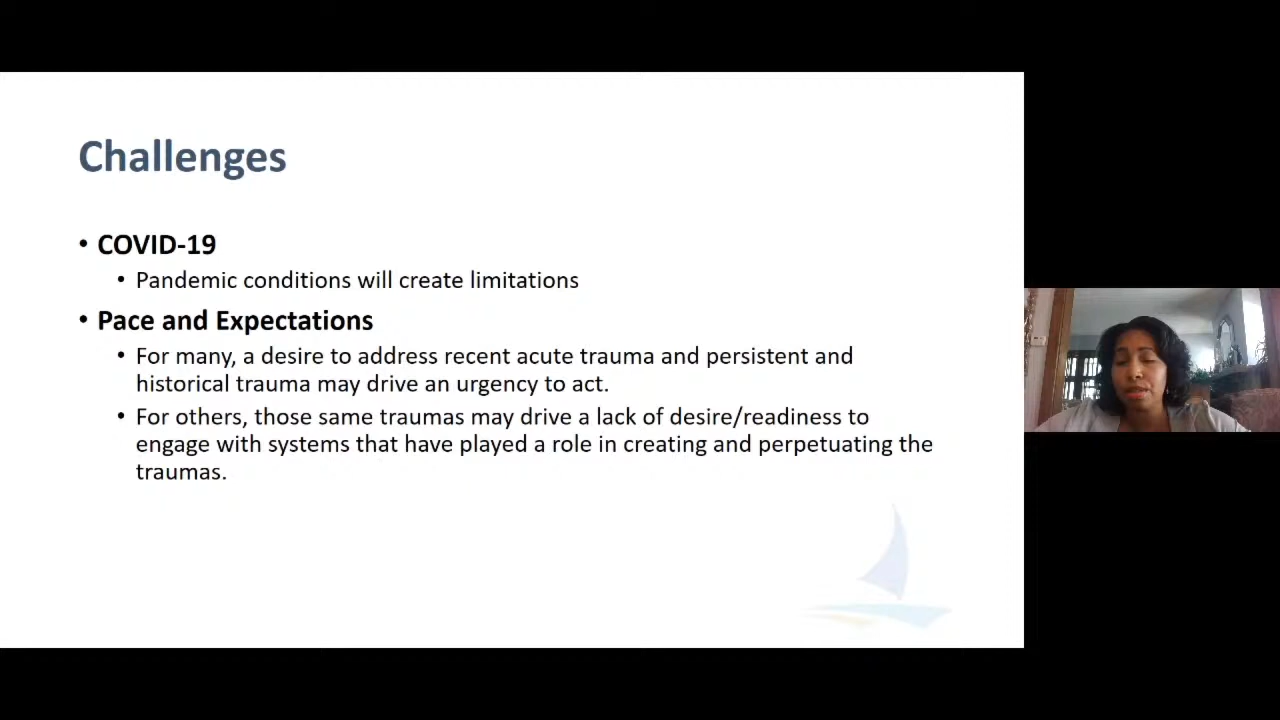 Challenges
• COVID-19
• Pandemic conditions will create limitations
• Pace and Expectations
• For many, a desire to address recent acute trauma and persistent and
historical trauma may drive an urgency to act.
• For others, those same traumas may drive a lack of desire/readiness to
engage with systems that have played a role in creating and perpetuating the
traumas.